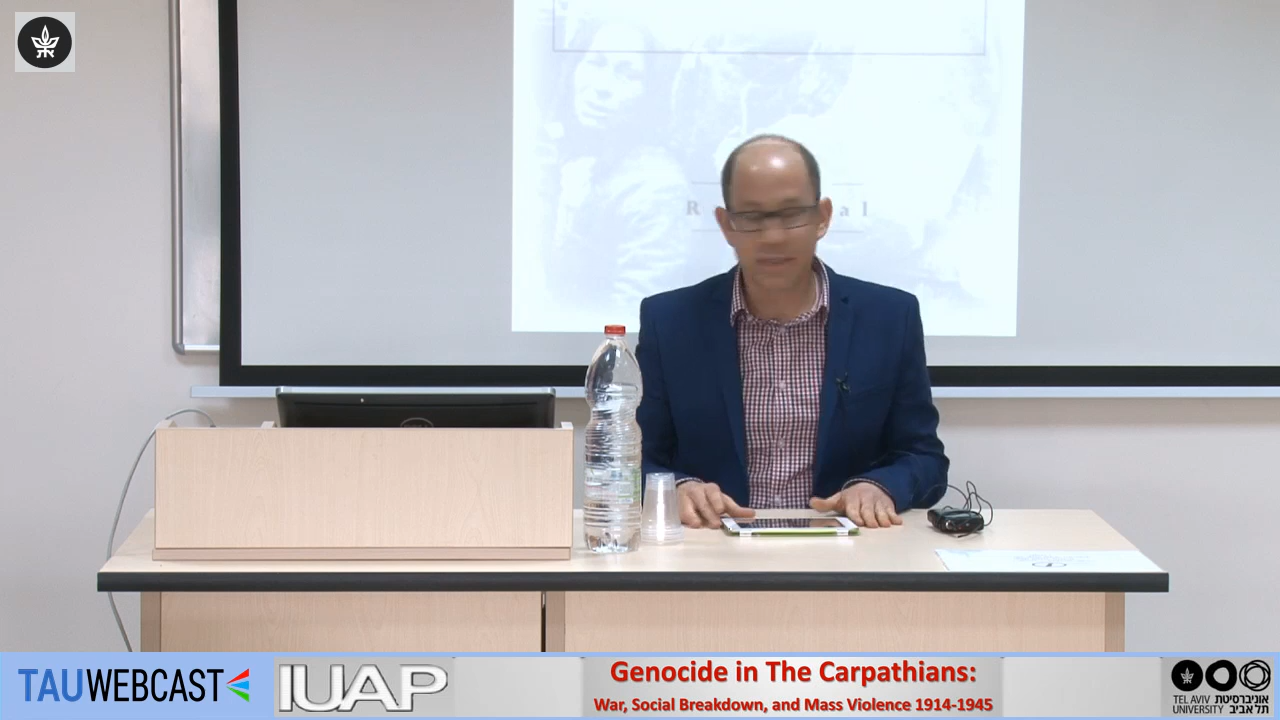 R al
TAUWEBCAST
IUAP
Genocide in The Carpathians:
War, Social Breakdown, and Mass Violence 1914-1945
TEL AVIV אוניברסיטת
UNIVERSITY תל אביב